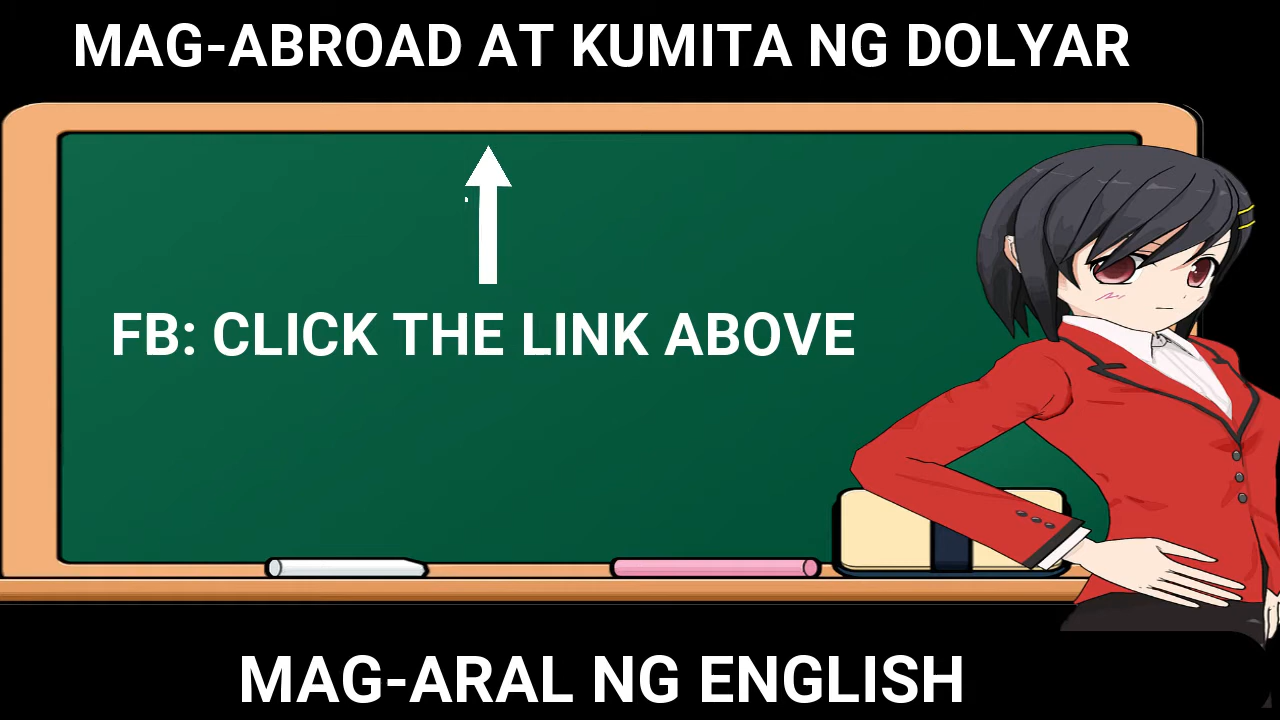 MAG-ABROAD AT KUMITA NG DOLYAR
FB: CLICK THE LINK ABOVE
MAG-ARAL NG ENGLISH